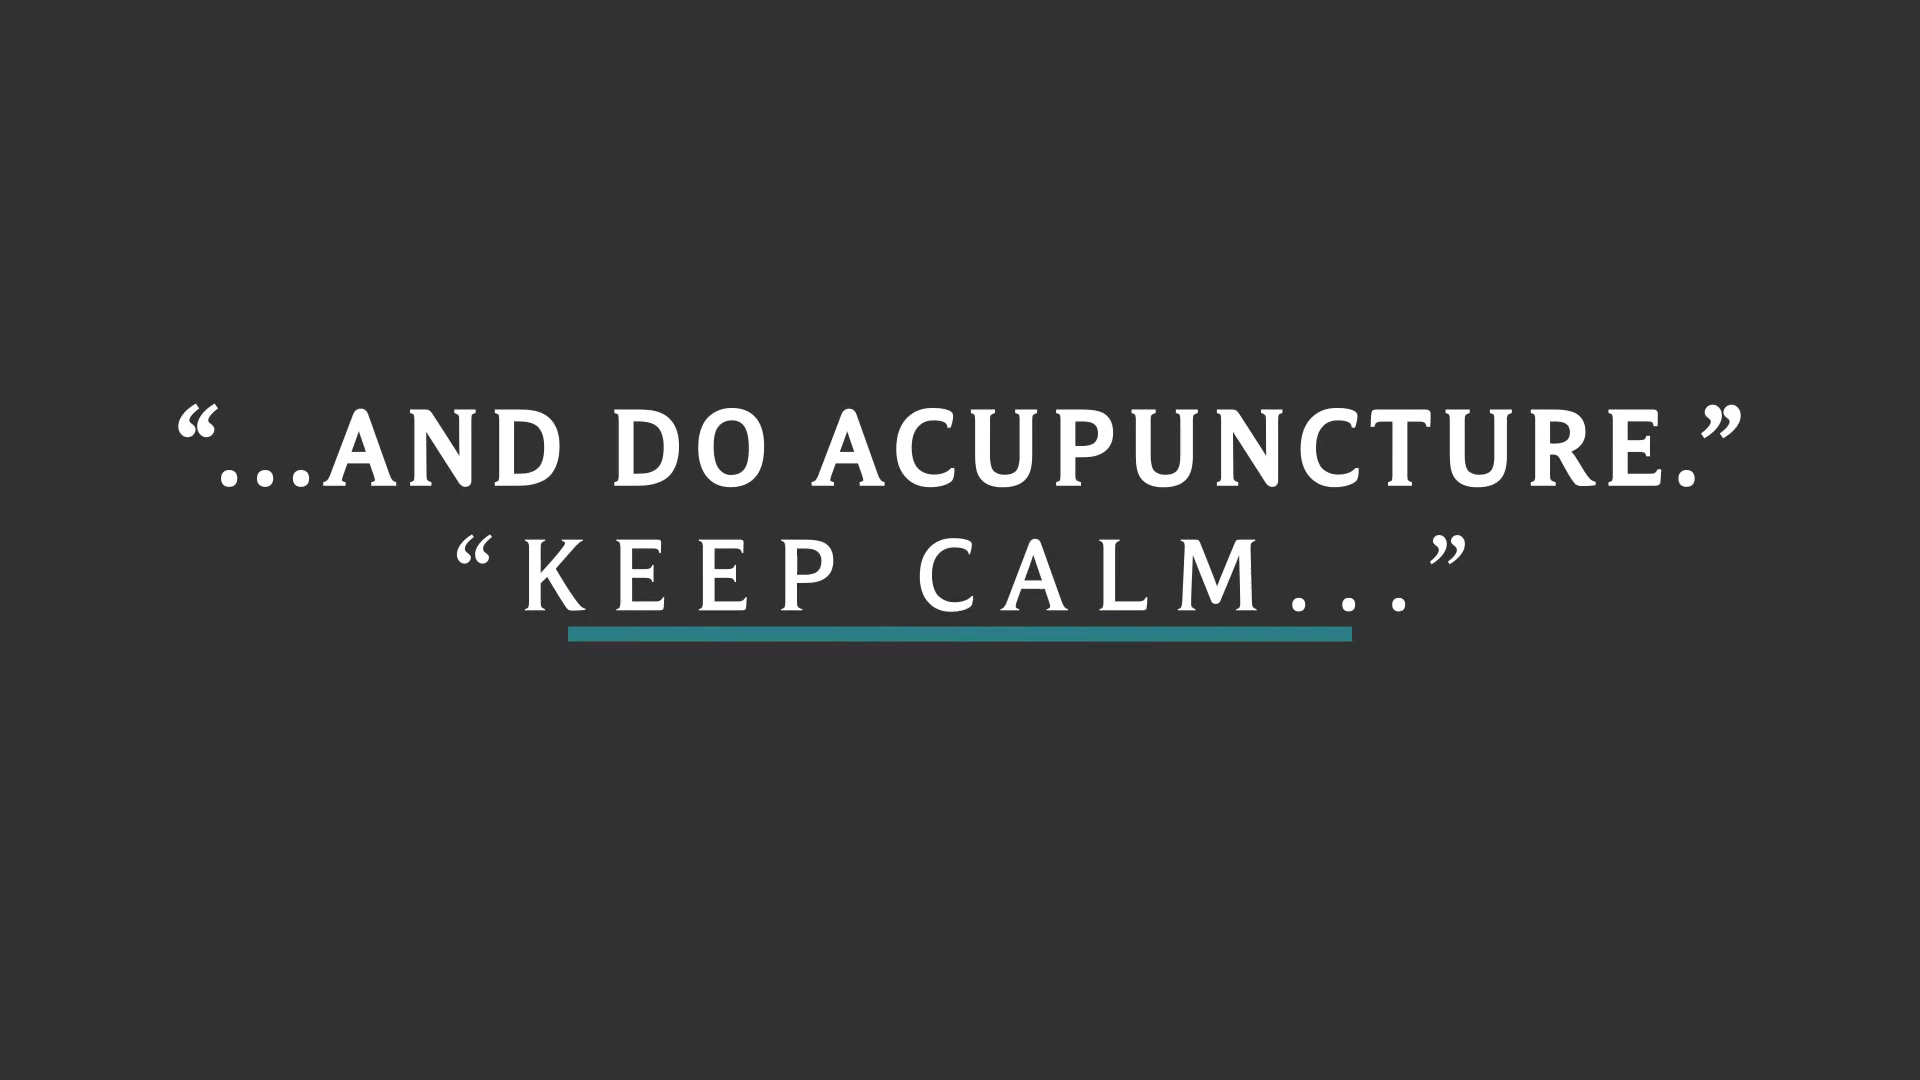 “...AND DO ACUPUNCTURE.”
“KEEP CALM...”